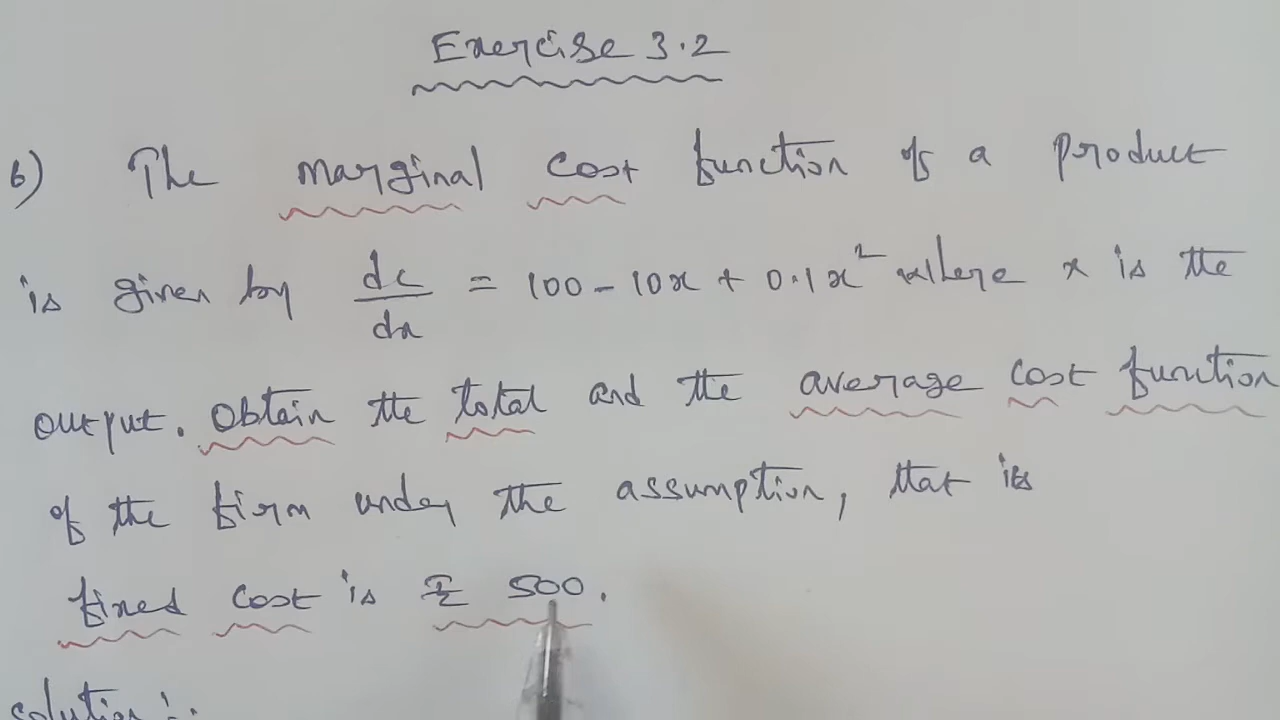 Exercise 3.2
6) The marginal cost function of a product
is given by dc/dx = 100 - 10x + 0.1x² where x is the
output. Obtain the total and the average cost function
of the firm under the assumption, that its
fixed cost is ₹ 500.
Solution :-